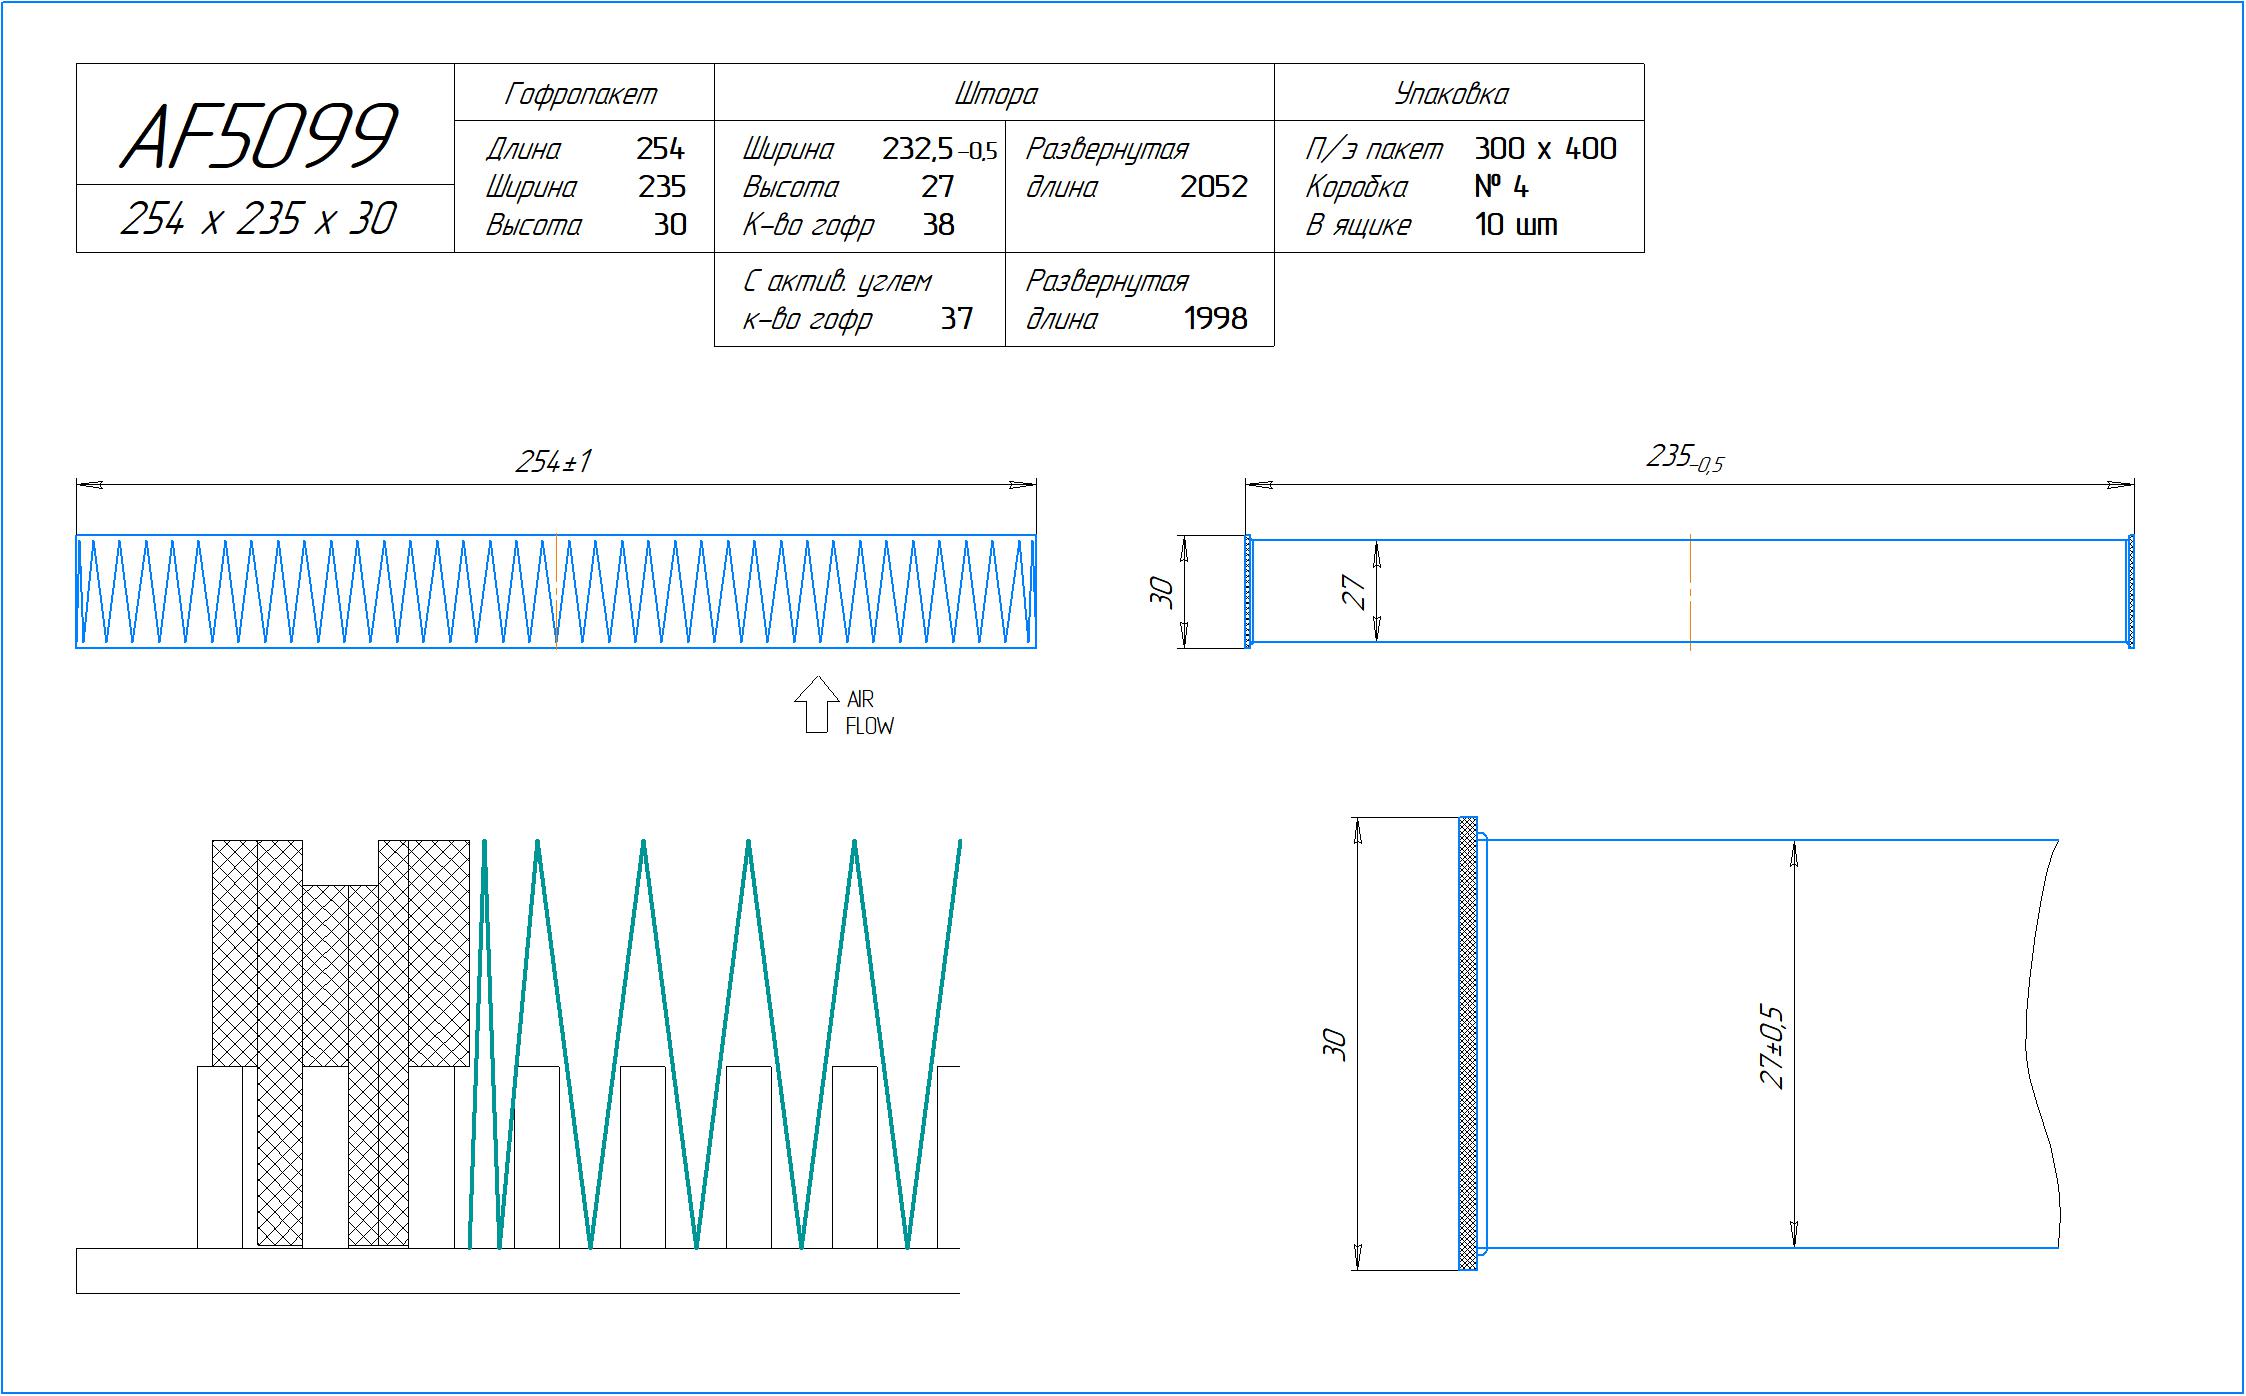 AF5099
254 x 235 x 30
Гофропакет
Длина 254
Ширина 235
Высота 30
Штора
Ширина 232,5 -0,5
Высота 27
К-во гофр 38
Развернутая
длина 2052
С актив. углем
к-во гофр 37
Развернутая
длина 1998
Упаковка
П/э пакет 300 x 400
Коробка № 4
В ящике 10 шт
254±1
235-0,5
30
27
AIR
FLOW
30
27±0,5